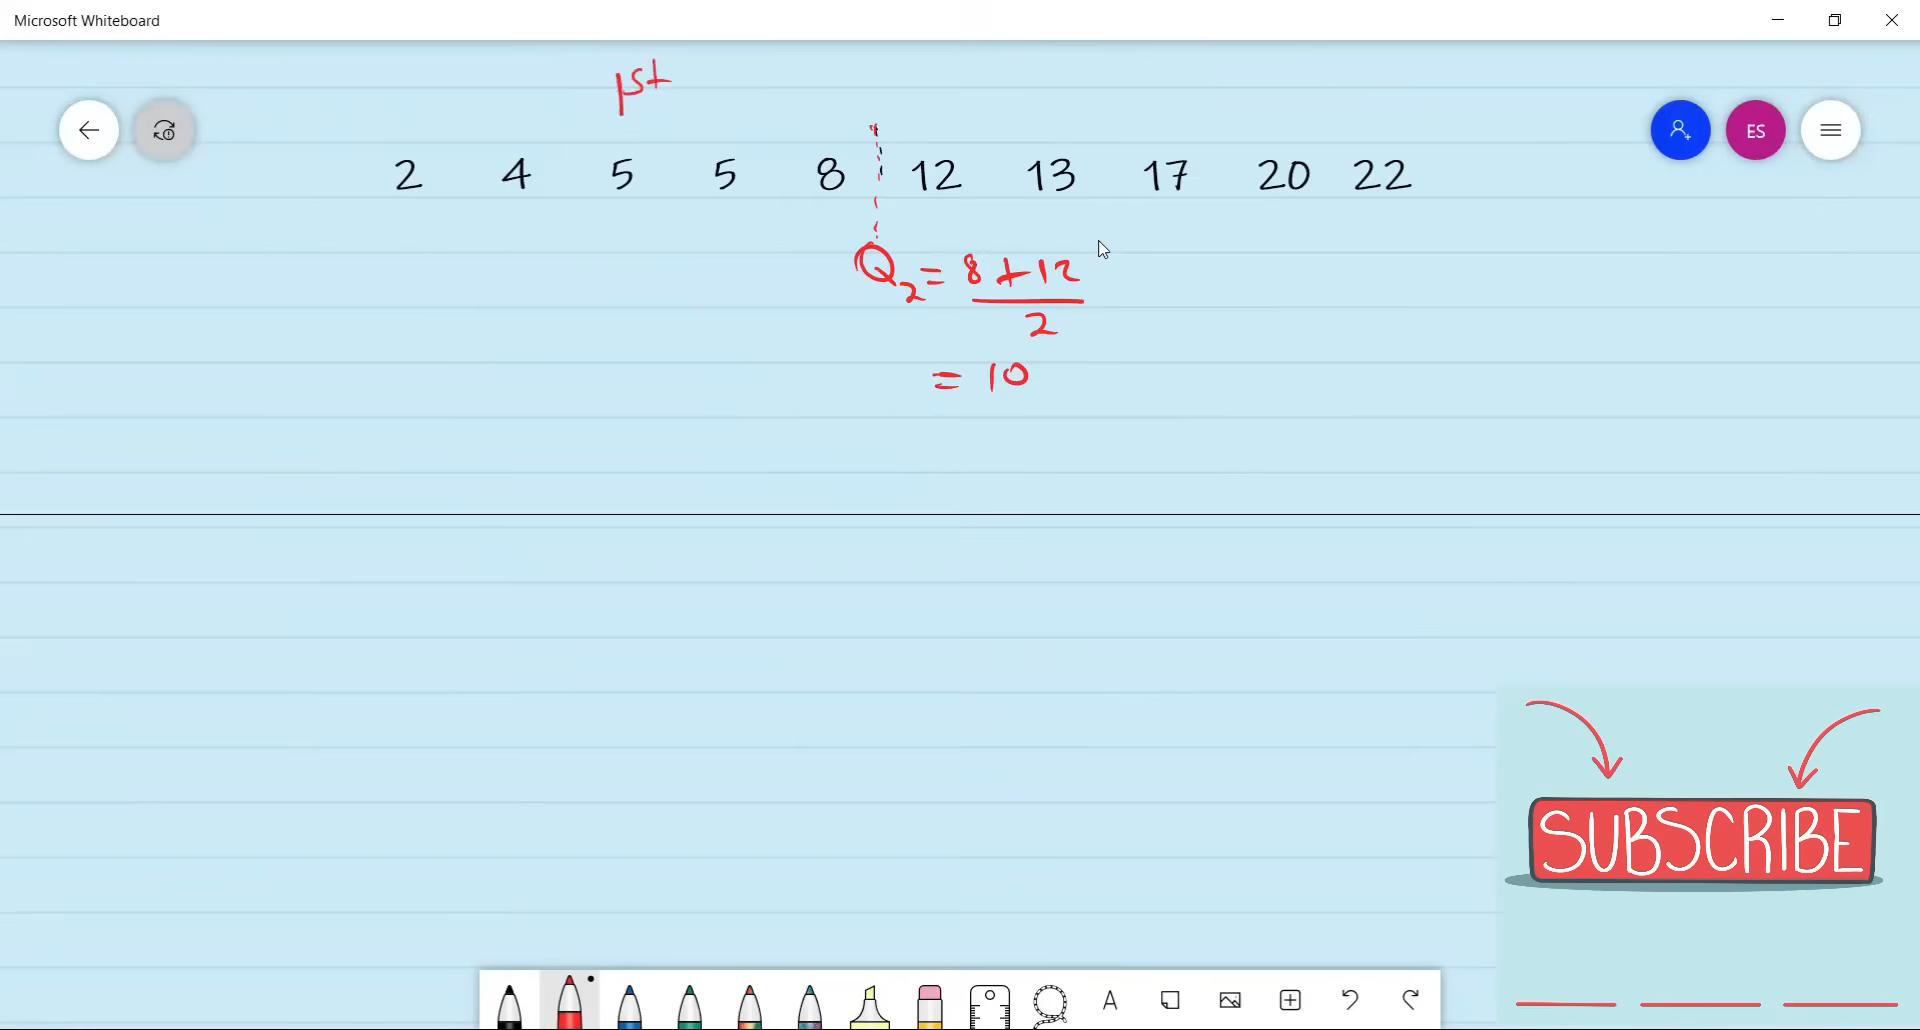 Microsoft Whiteboard
1st
ES
2 4 5 5 8 12 13 17 20 22
Q₂ = 8 + 12
2
= 10
SUBSCRIBE
A